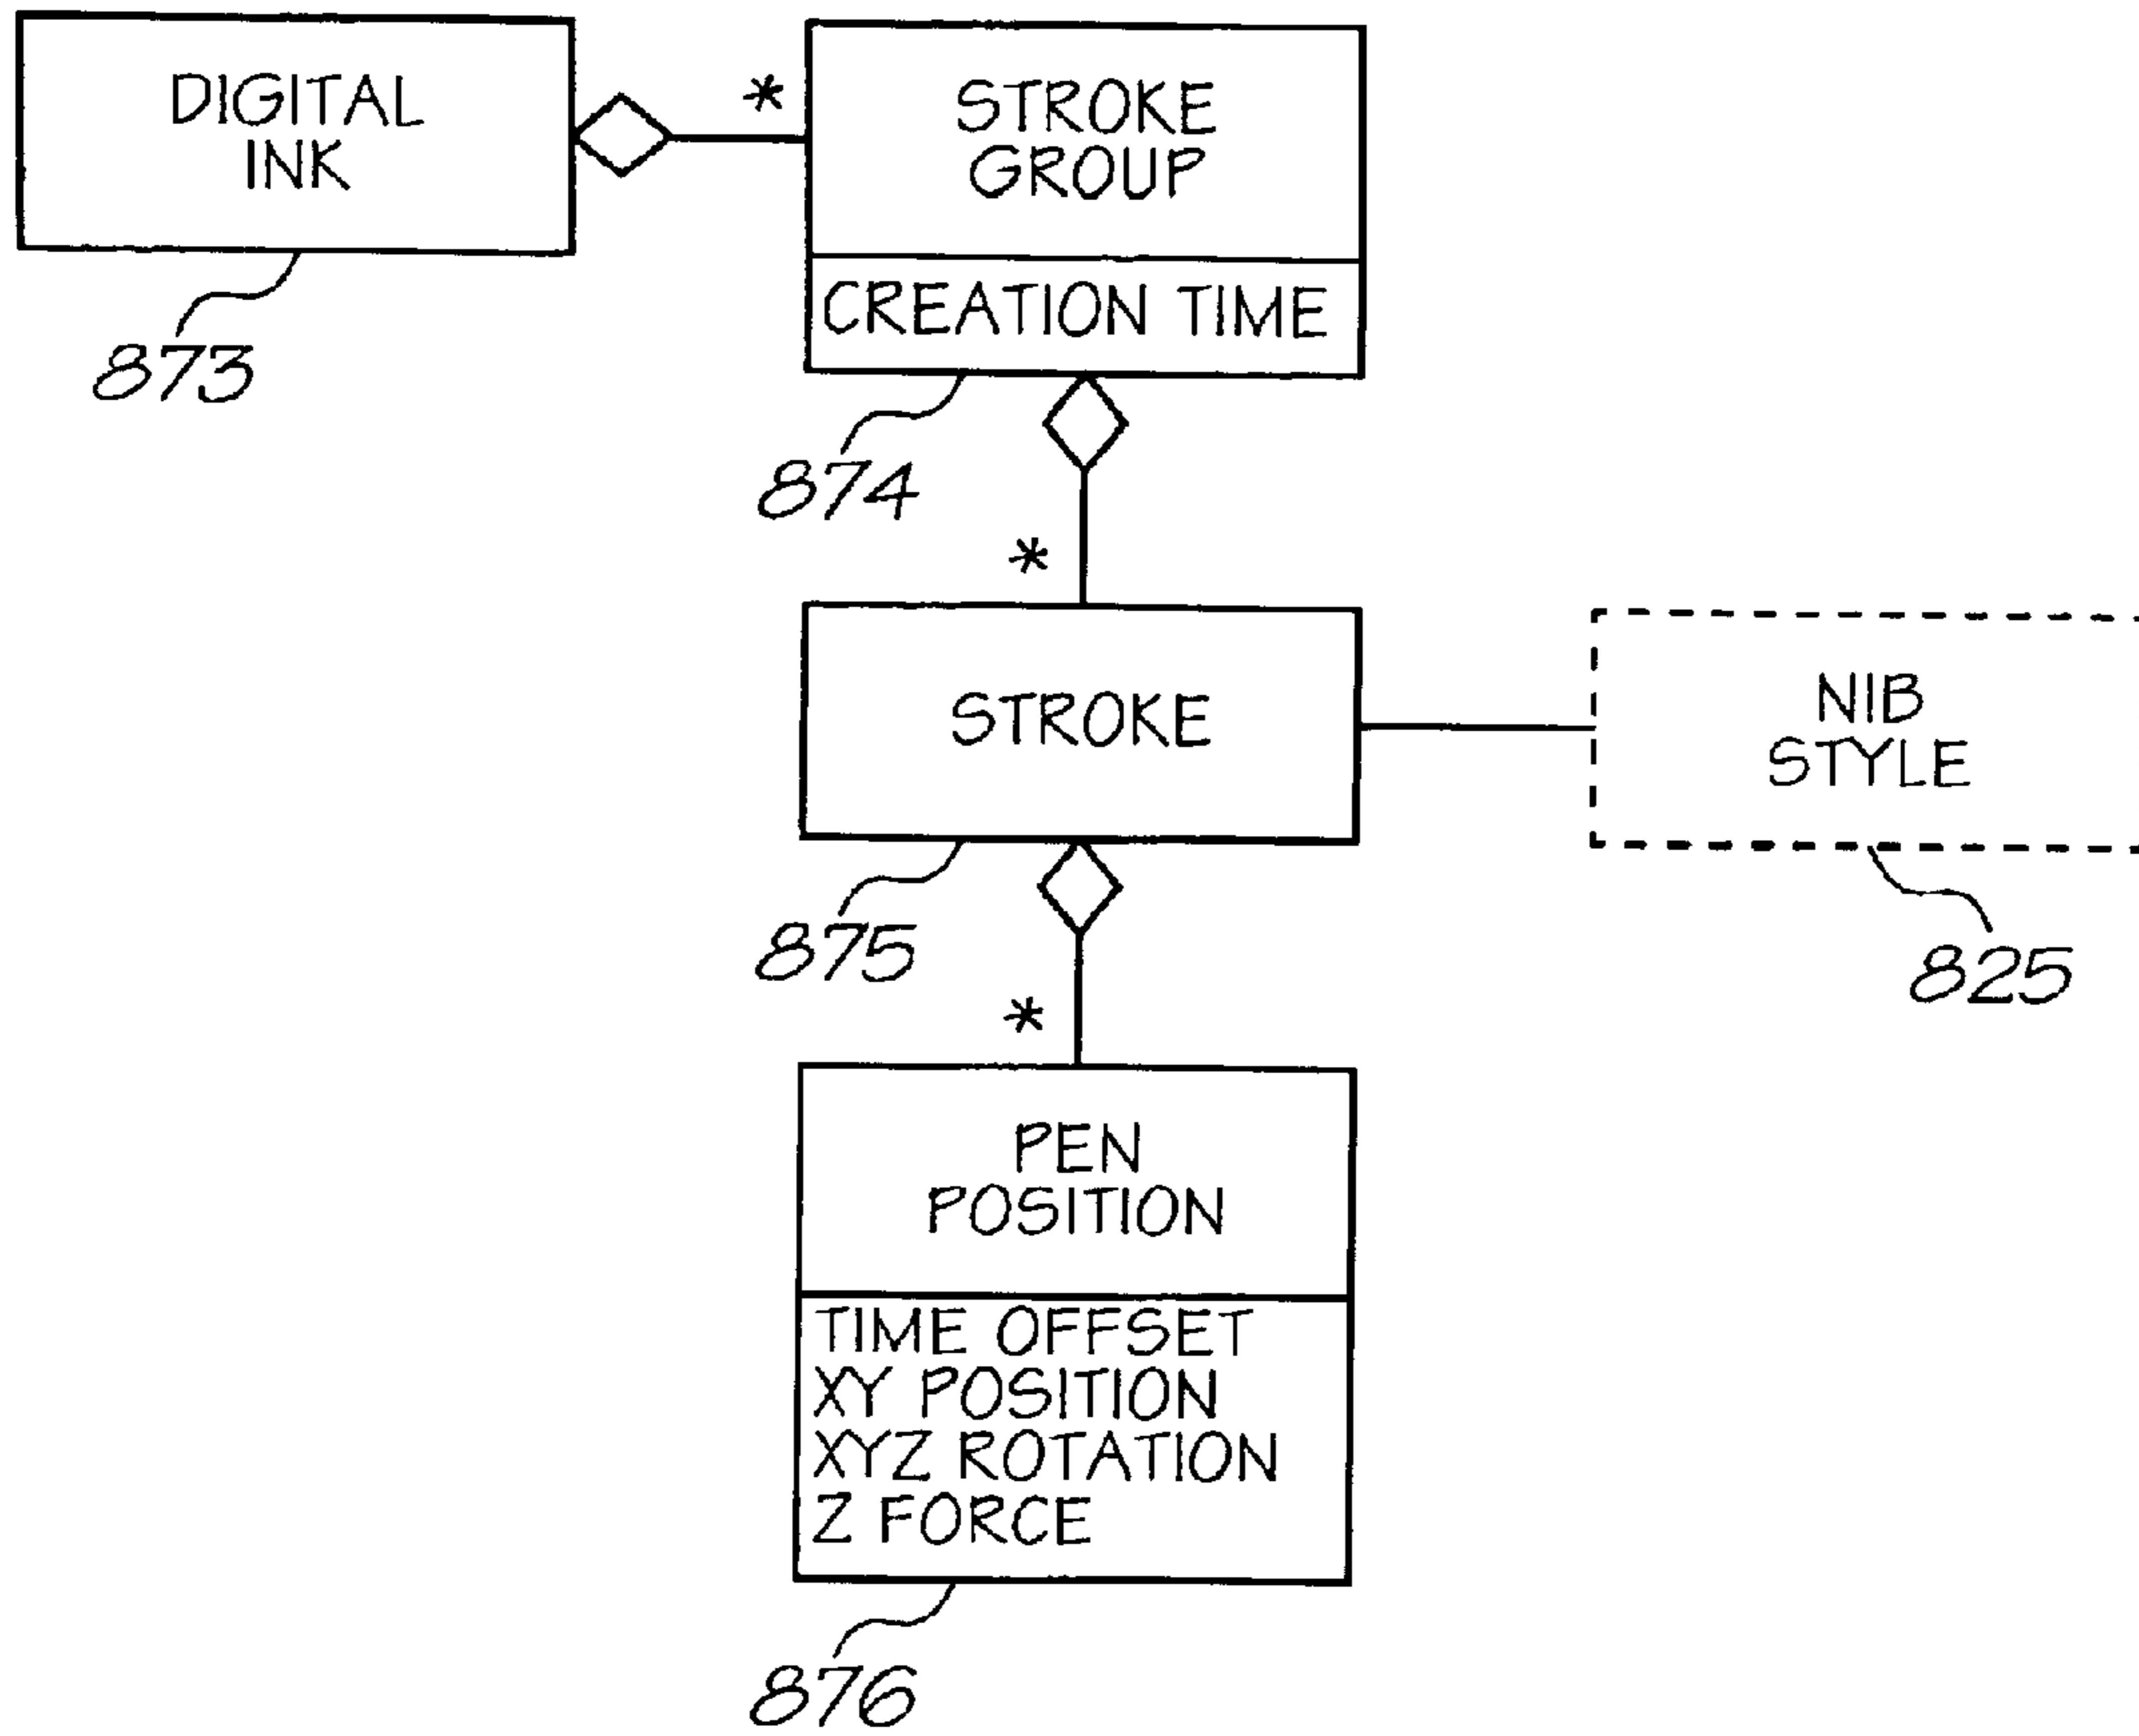 DIGITAL
INK
873
*
STROKE
GROUP
CREATION TIME
874
*
STROKE
875
NIB
STYLE
825
*
PEN
POSITION
TIME OFFSET
XY POSITION
XYZ ROTATION
Z FORCE
876